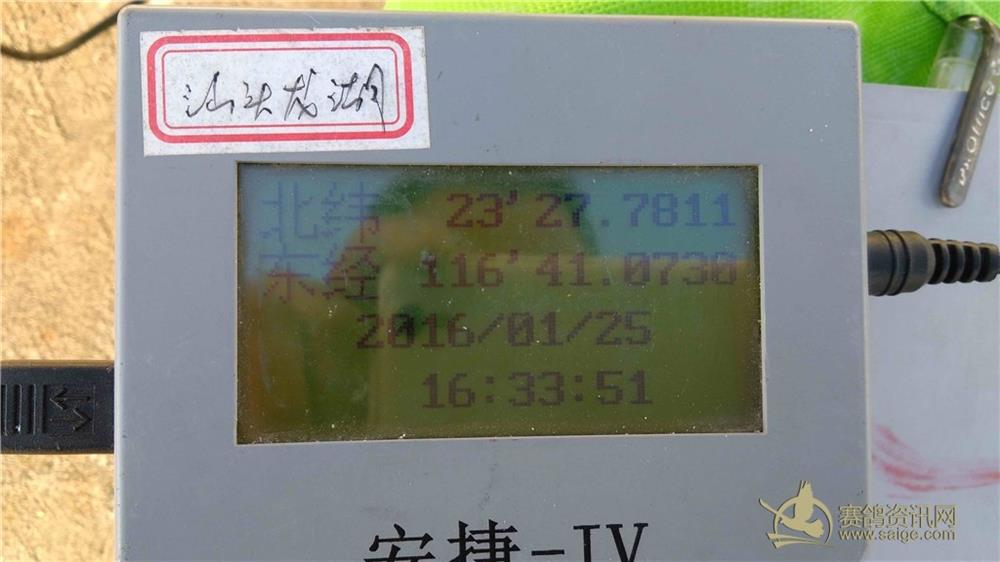 汕头龙湖
北纬 23'27.7811
东经 116'41.0730
2016/01/25
16:33:51
安捷-IV
赛鸽资讯网
www.saige.com